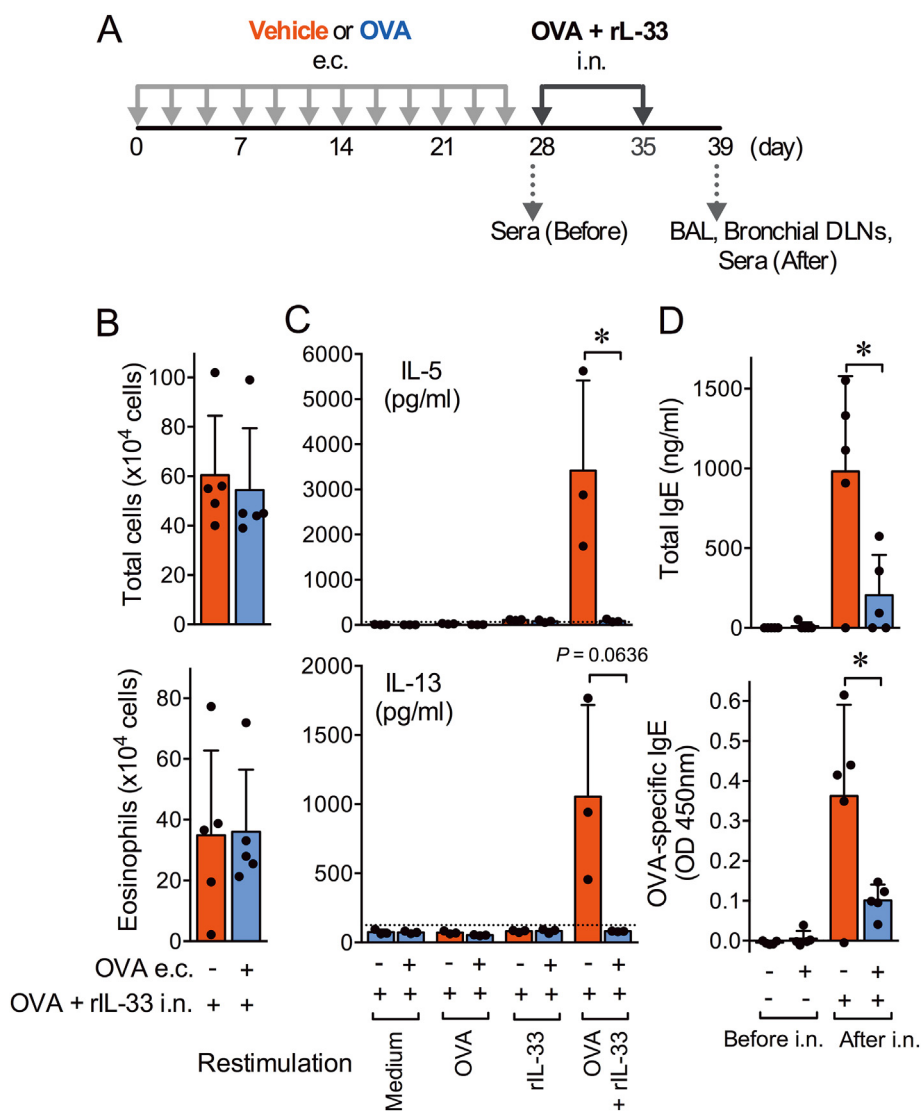 A
Vehicle or OVA
e.c.
OVA + rL-33
i.n.
0 7 14 21 28 35 39 (day)
Sera (Before)
BAL, Bronchial DLNs,
Sera (After)
B
Total cells (x10⁴ cells)
100
80
60
40
20
0
Eosinophils (x10⁴ cells)
80
60
40
20
0
OVA e.c. - +
OVA + rIL-33 i.n. + +
C
IL-5
(pg/ml)
*
6000
5000
4000
3000
2000
1000
0
IL-13
(pg/ml)
P = 0.0636
2000
1500
1000
500
0
- + - + - + - +
+ + + + + + + +
Restimulation
Medium
OVA
rIL-33
OVA
+ rIL-33
D
Total IgE (ng/ml)
*
1500
1000
500
0
OVA-specific IgE
(OD 450nm)
*
0.6
0.5
0.4
0.3
0.2
0.1
0.0
- + - +
- - + +
Before i.n. After i.n.